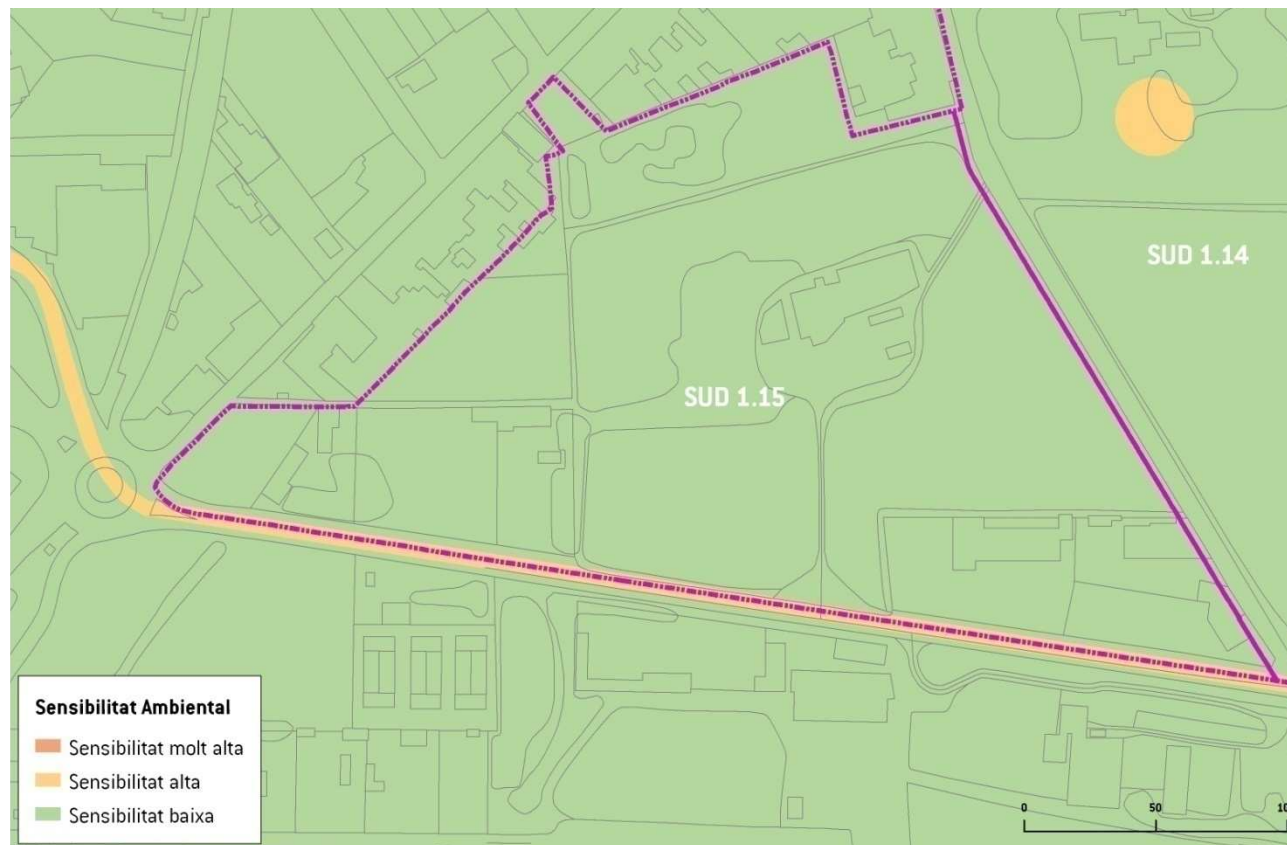 SUD 1.14
SUD 1.15
Sensibilitat Ambiental
Sensibilitat molt alta
Sensibilitat alta
Sensibilitat baixa
0 50